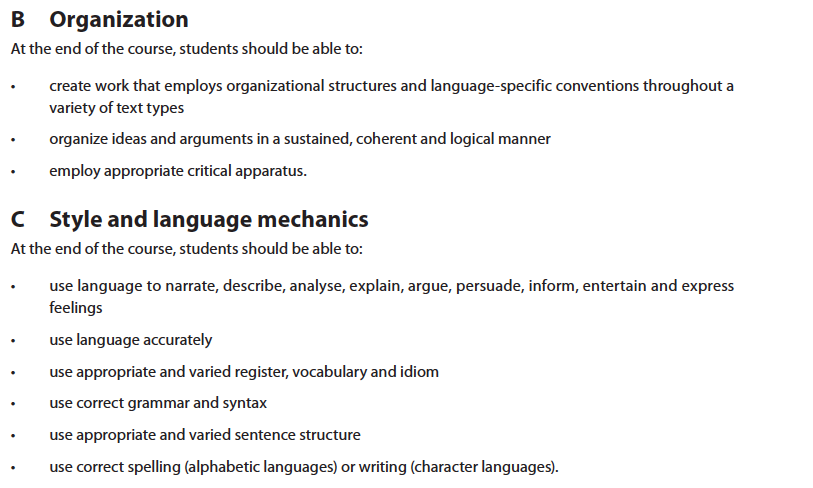 B Organization
At the end of the course, students should be able to:
• create work that employs organizational structures and language-specific conventions throughout a
variety of text types
• organize ideas and arguments in a sustained, coherent and logical manner
• employ appropriate critical apparatus.
C Style and language mechanics
At the end of the course, students should be able to:
• use language to narrate, describe, analyse, explain, argue, persuade, inform, entertain and express
feelings
• use language accurately
• use appropriate and varied register, vocabulary and idiom
• use correct grammar and syntax
• use appropriate and varied sentence structure
• use correct spelling (alphabetic languages) or writing (character languages).